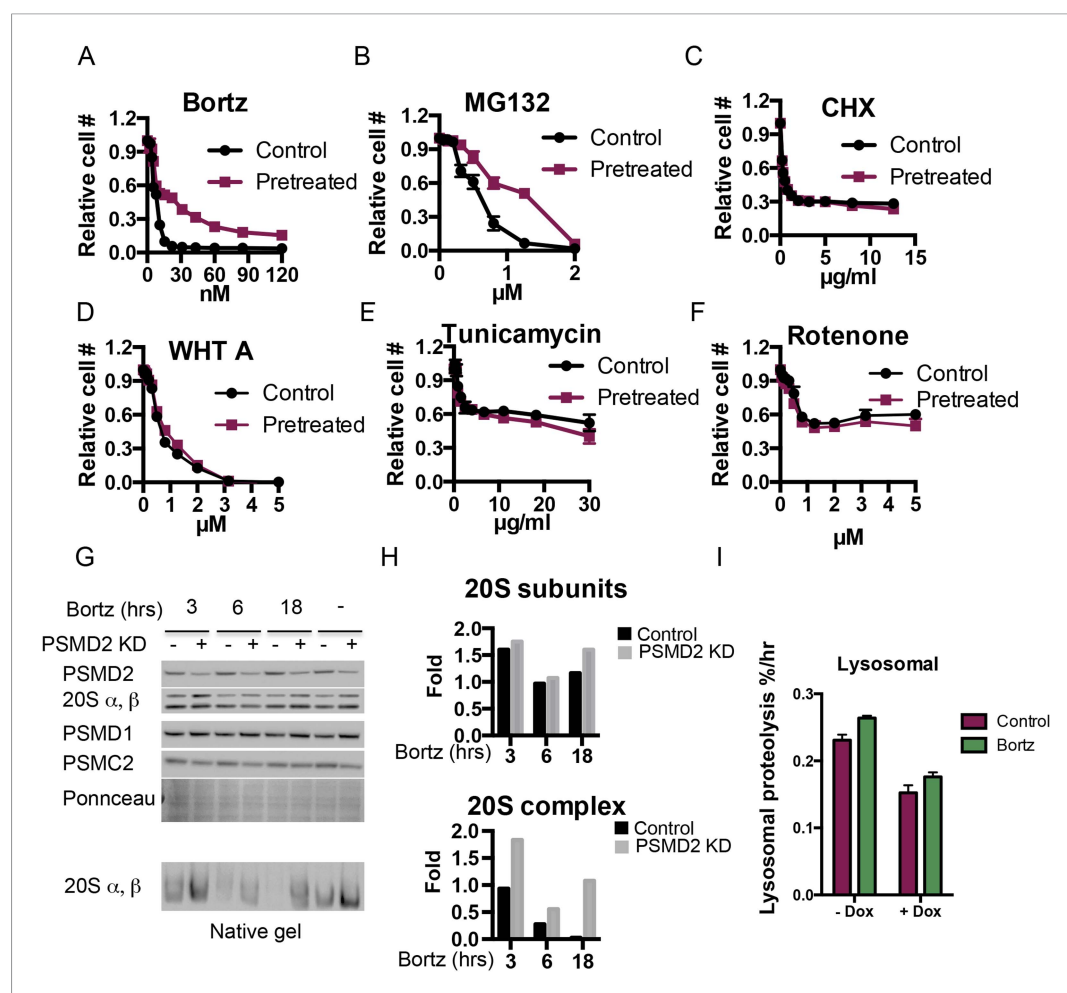 A
Bortz
Relative cell #
1.2
0.9
0.6
0.3
0.0
0 30 60 90 120
nM
Control
Pretreated
B
MG132
Relative cell #
1.2
0.9
0.6
0.3
0.0
0 1 2
µM
Control
Pretreated
C
CHX
Relative cell #
1.2
0.9
0.6
0.3
0.0
0 5 10 15
µg/ml
Control
Pretreated
D
WHT A
Relative cell #
1.2
0.9
0.6
0.3
0.0
0 1 2 3 4 5
µM
Control
Pretreated
E
Tunicamycin
Relative cell #
1.2
0.9
0.6
0.3
0.0
0 10 20 30
µg/ml
Control
Pretreated
F
Rotenone
Relative cell #
1.2
0.9
0.6
0.3
0.0
0 1 2 3 4 5
µM
Control
Pretreated
G
Bortz (hrs) 3 6 18 -
PSMD2 KD - + - + - + - +
PSMD2
20S α, β
PSMD1
PSMC2
Ponnceau
20S α, β
Native gel
H
20S subunits
Fold
2.0
1.5
1.0
0.5
0.0
Control
PSMD2 KD
Bortz (hrs) 3 6 18
20S complex
Fold
2.0
1.5
1.0
0.5
0.0
Control
PSMD2 KD
Bortz (hrs) 3 6 18
I
Lysosomal
Lysosomal proteolysis %/hr
0.3
0.2
0.1
0.0
- Dox + Dox
Control
Bortz